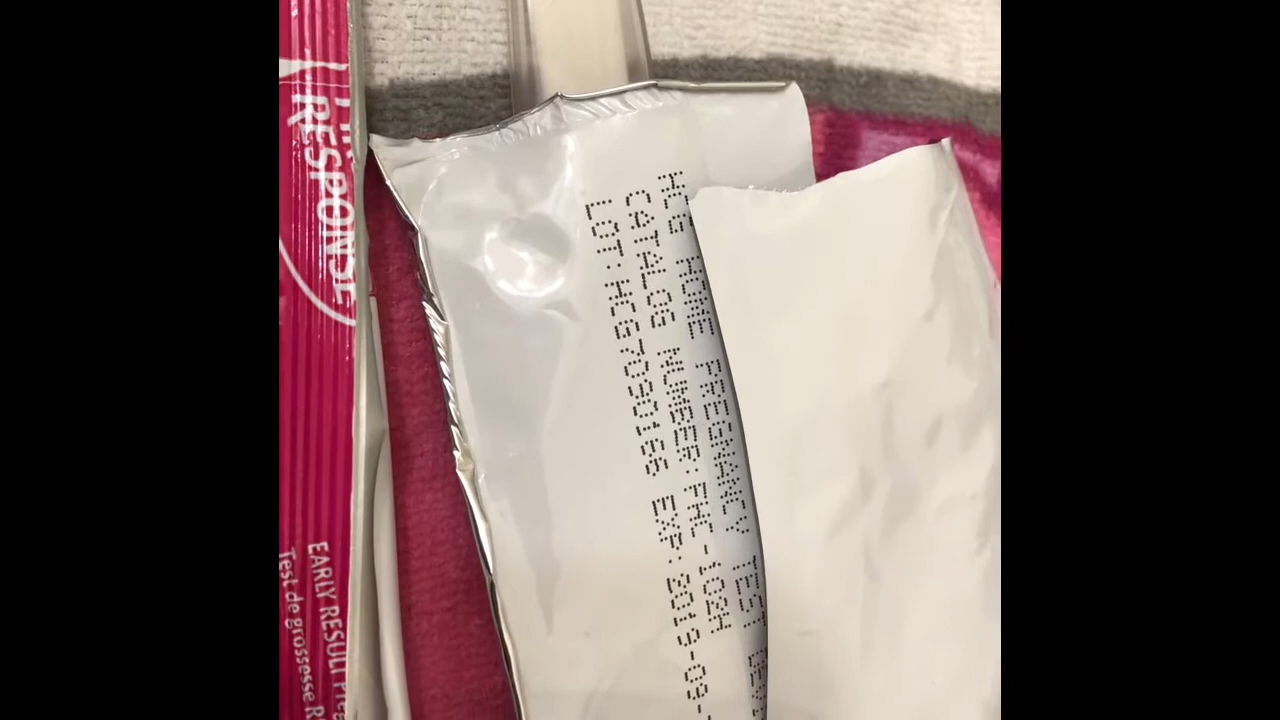 RESPONSE
EARLY RESULT
Test de grossesse
HCG HOME PREGNANCY TEST
CATALOG NUMBER: FHC-102H
LOT: HCG7090166 EXP: 2019-09-